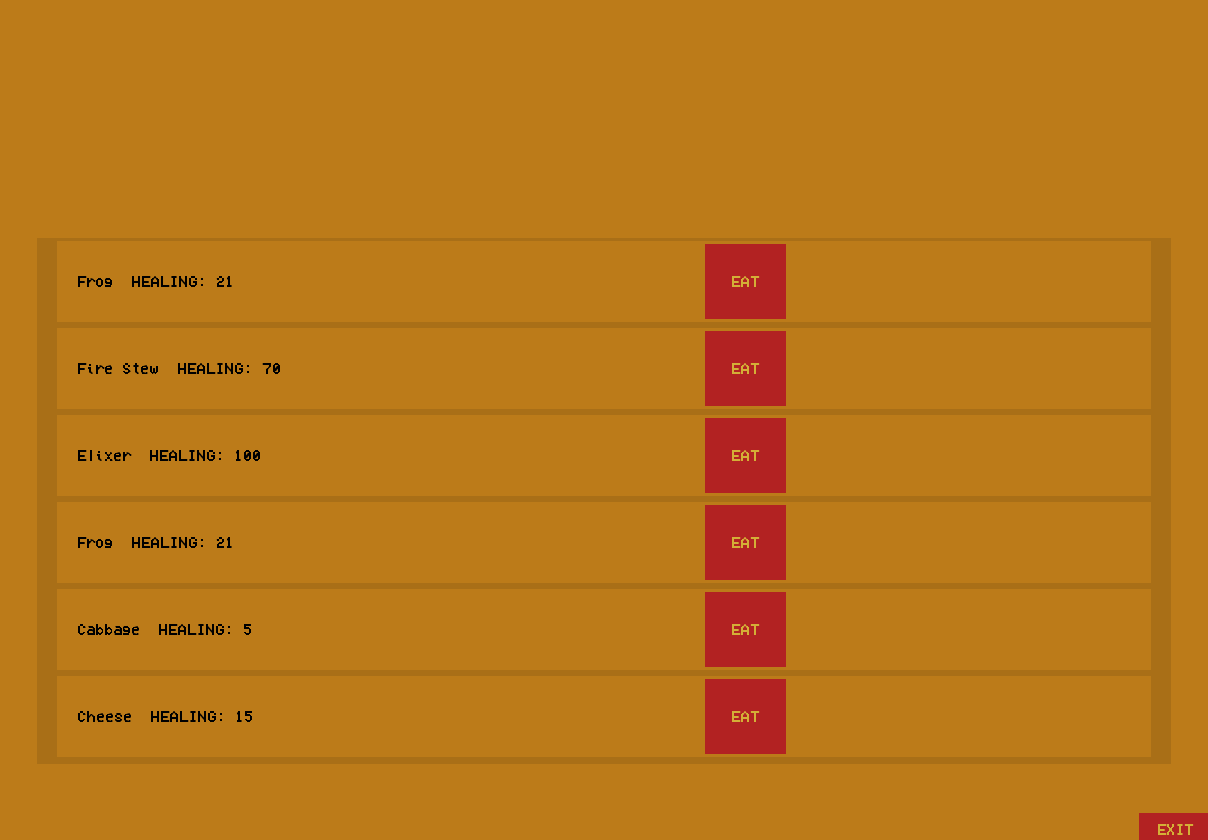 Frog  HEALING: 21 EAT
Fire Stew  HEALING: 70 EAT
Elixer  HEALING: 100 EAT
Frog  HEALING: 21 EAT
Cabbage  HEALING: 5 EAT
Cheese  HEALING: 15 EAT
EXIT